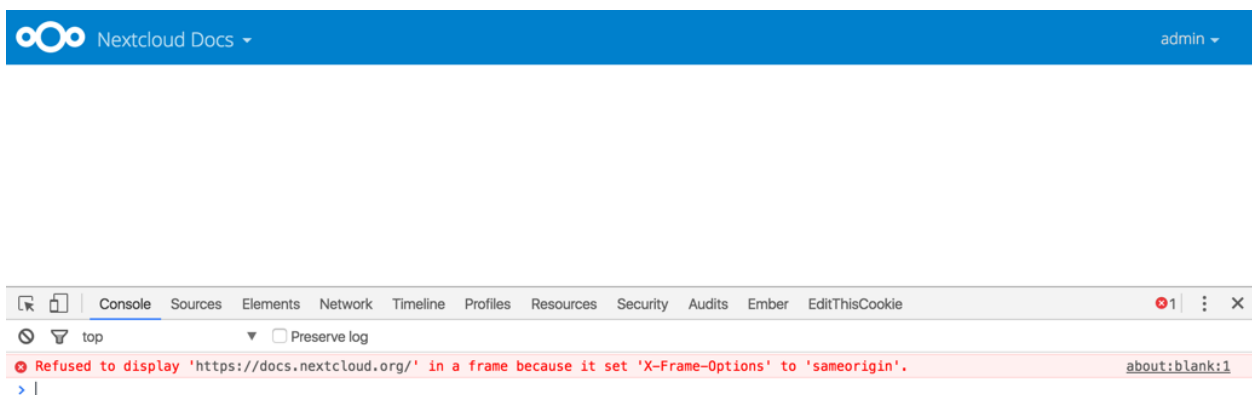 Nextcloud Docs admin
Console Sources Elements Network Timeline Profiles Resources Security Audits Ember EditThisCookie 1
top Preserve log
Refused to display 'https://docs.nextcloud.org/' in a frame because it set 'X-Frame-Options' to 'sameorigin'. about:blank:1
>